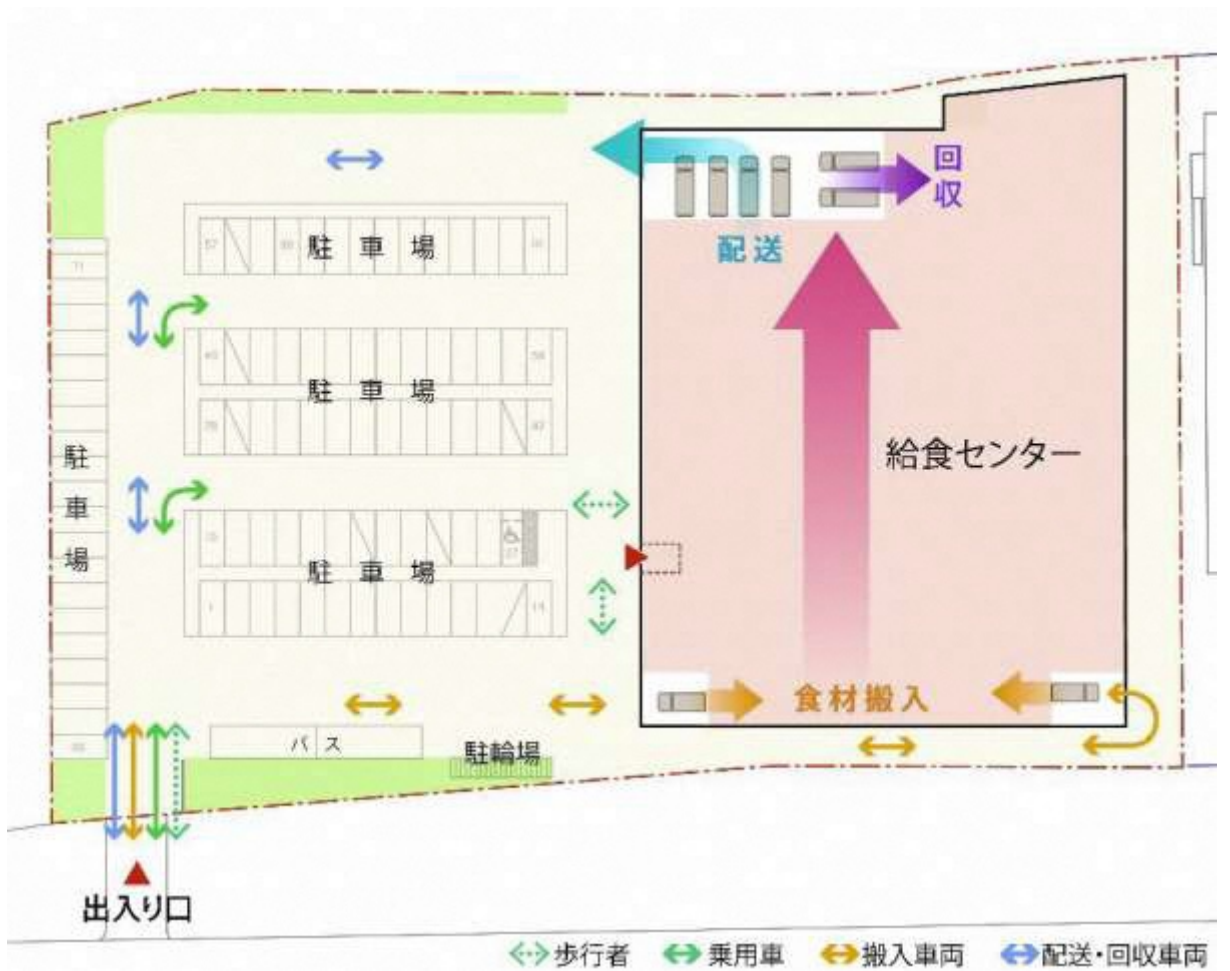 回収
配送
駐車場
駐車場
駐車場
給食センター
駐車場
食材搬入
バス
駐輪場
出入り口
歩行者 乗用車 搬入車両 配送・回収車両